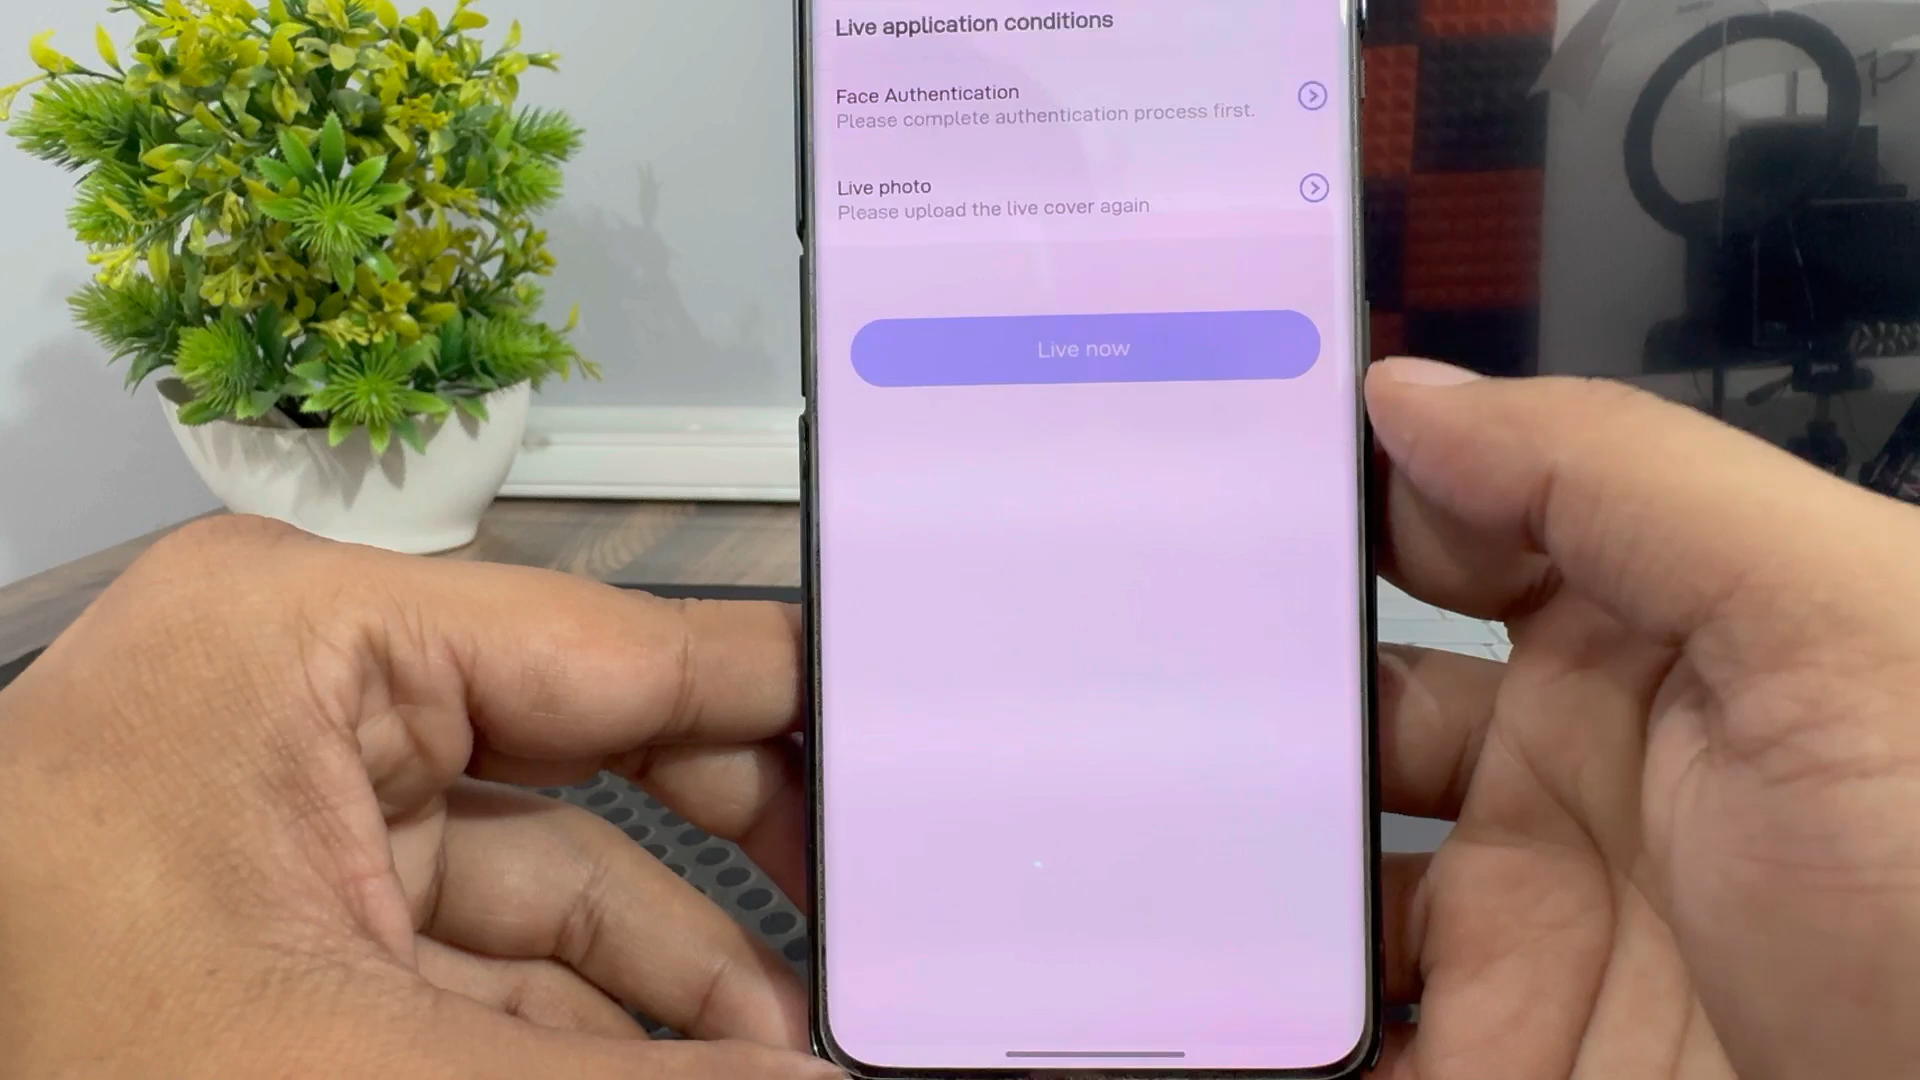 Live application conditions
Face Authentication
Please complete authentication process first.
Live photo
Please upload the live cover again
Live now